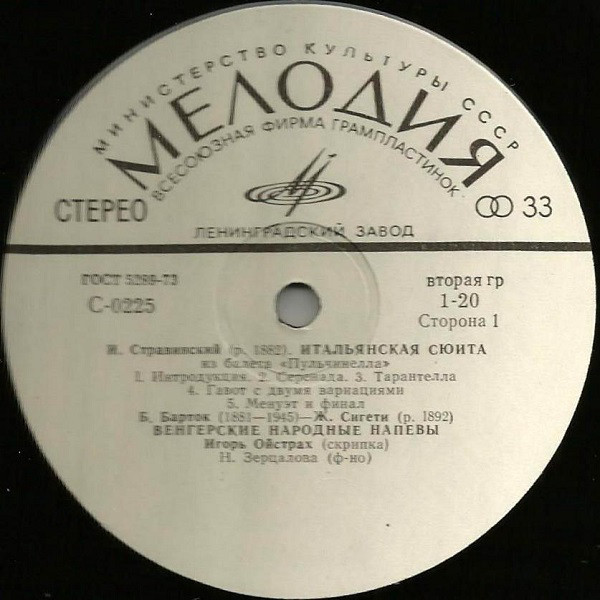 МИНИСТЕРСТВО КУЛЬТУРЫ СССР
МЕЛОДИЯ
ВСЕСОЮЗНАЯ ФИРМА ГРАМПЛАСТИНОК
СТЕРЕО
33
ЛЕНИНГРАДСКИЙ ЗАВОД
ГОСТ 5289-73
С-0225
вторая гр
1-20
Сторона 1
И. Стравинский (р. 1882). ИТАЛЬЯНСКАЯ СЮИТА
из балета «Пульчинелла»
1. Интродукция. 2. Серенада. 3. Тарантелла
4. Гавот с двумя вариациями
5. Менуэт и финал
Б. Барток (1881—1945)—Ж. Сигети (р. 1892)
ВЕНГЕРСКИЕ НАРОДНЫЕ НАПЕВЫ
Игорь Ойстрах (скрипка)
Н. Зерцалова (ф-но)